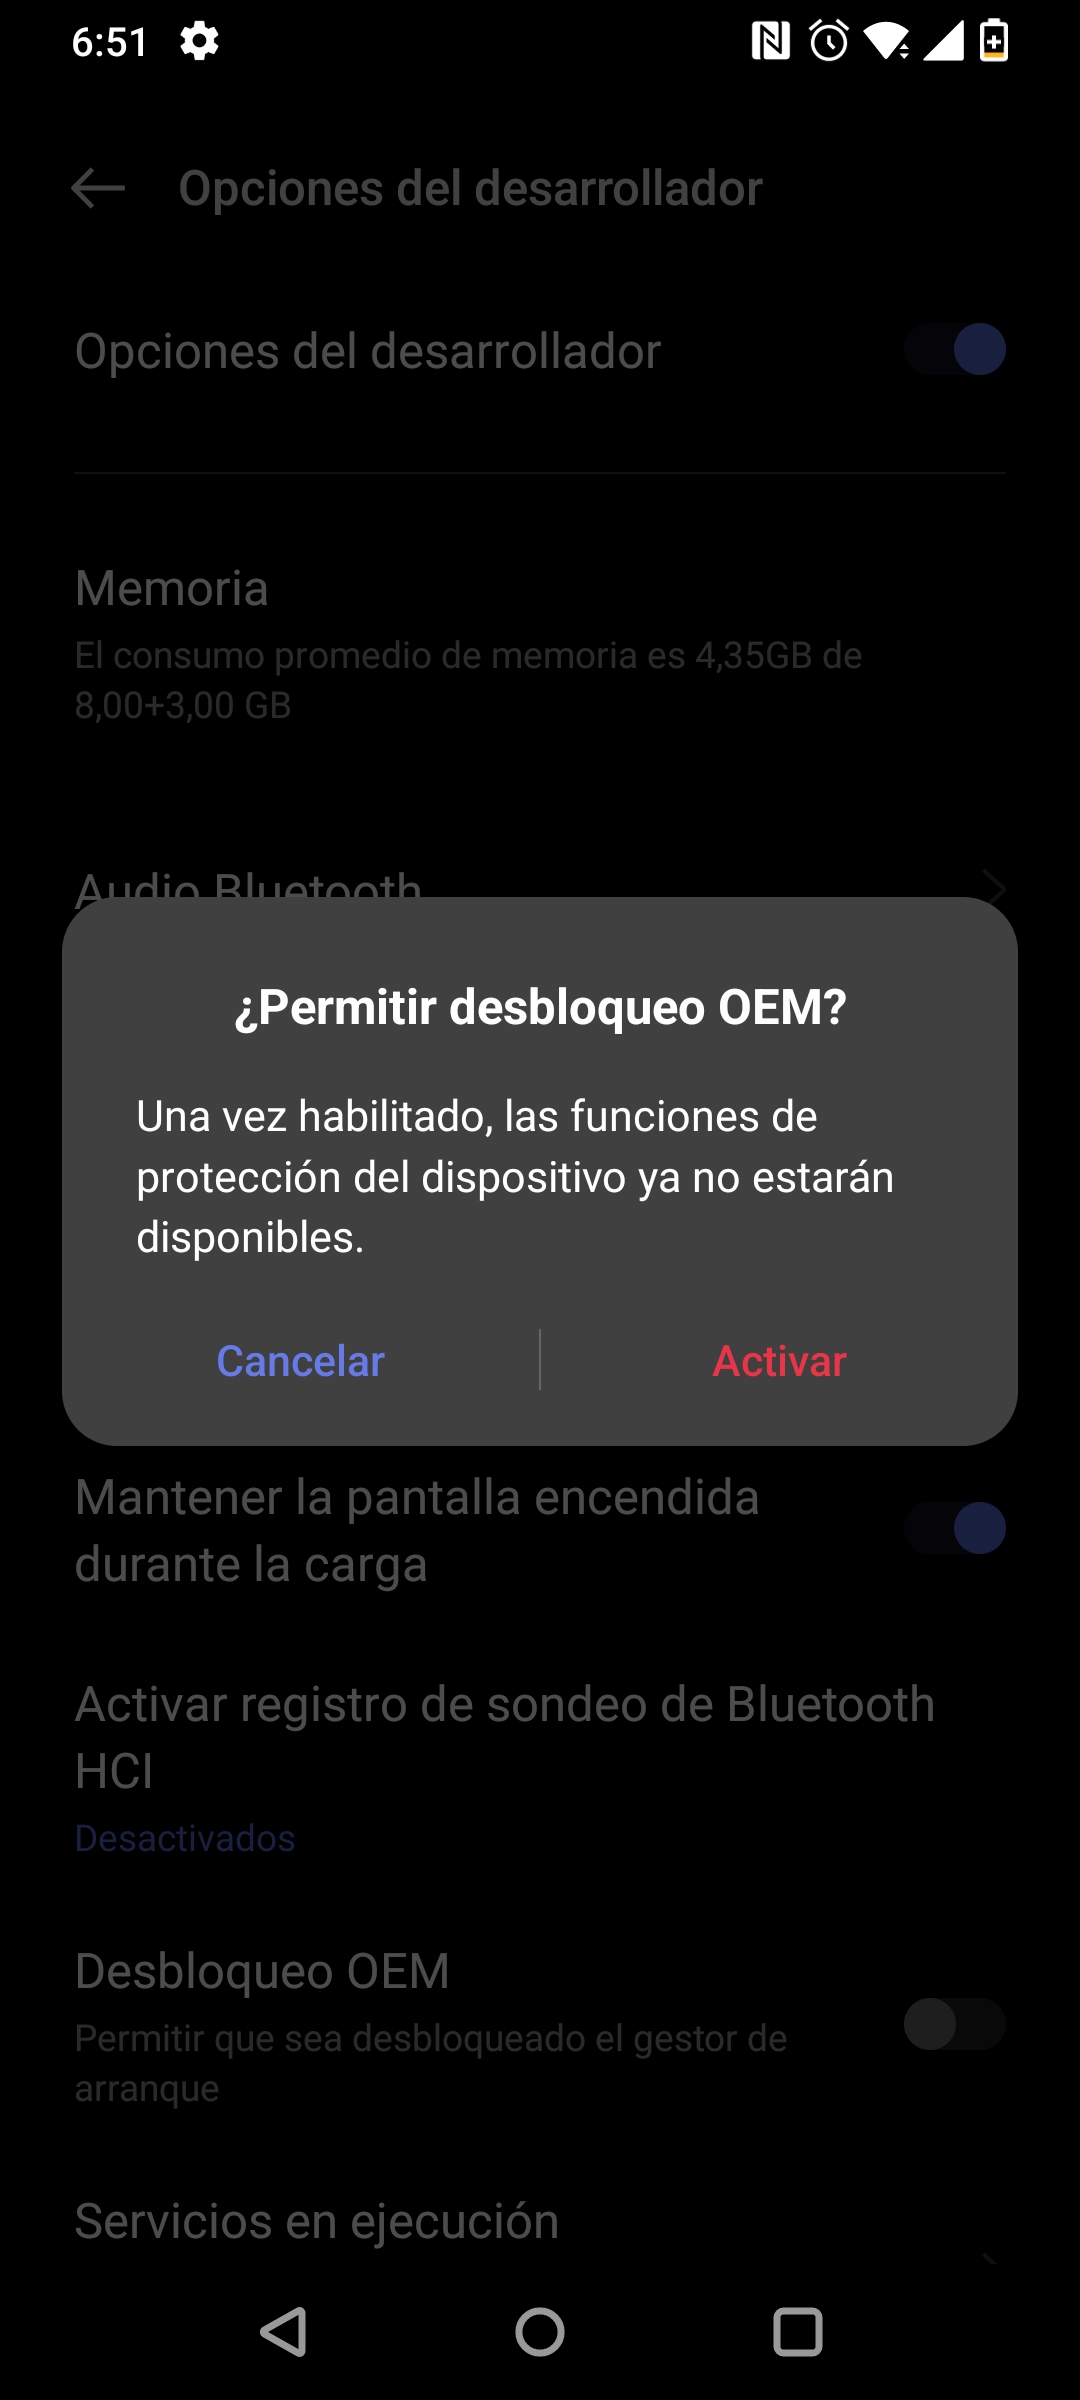 6:51
Opciones del desarrollador
Opciones del desarrollador
Memoria
El consumo promedio de memoria es 4,35GB de
8,00+3,00 GB
Audio Bluetooth
¿Permitir desbloqueo OEM?
Una vez habilitado, las funciones de
protección del dispositivo ya no estarán
disponibles.
Cancelar
Activar
Mantener la pantalla encendida
durante la carga
Activar registro de sondeo de Bluetooth
HCI
Desactivados
Desbloqueo OEM
Permitir que sea desbloqueado el gestor de
arranque
Servicios en ejecución